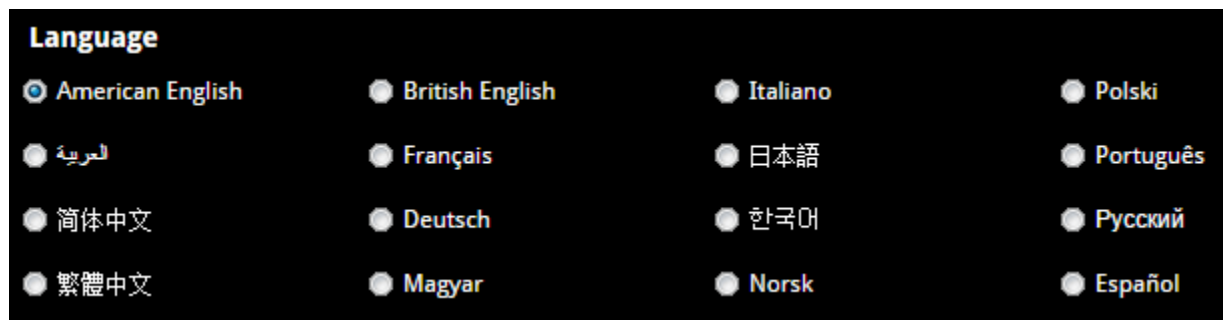 Language
American English British English Italiano Polski
العربية Français 日本語 Português
简体中文 Deutsch 한국어 Русский
繁體中文 Magyar Norsk Español